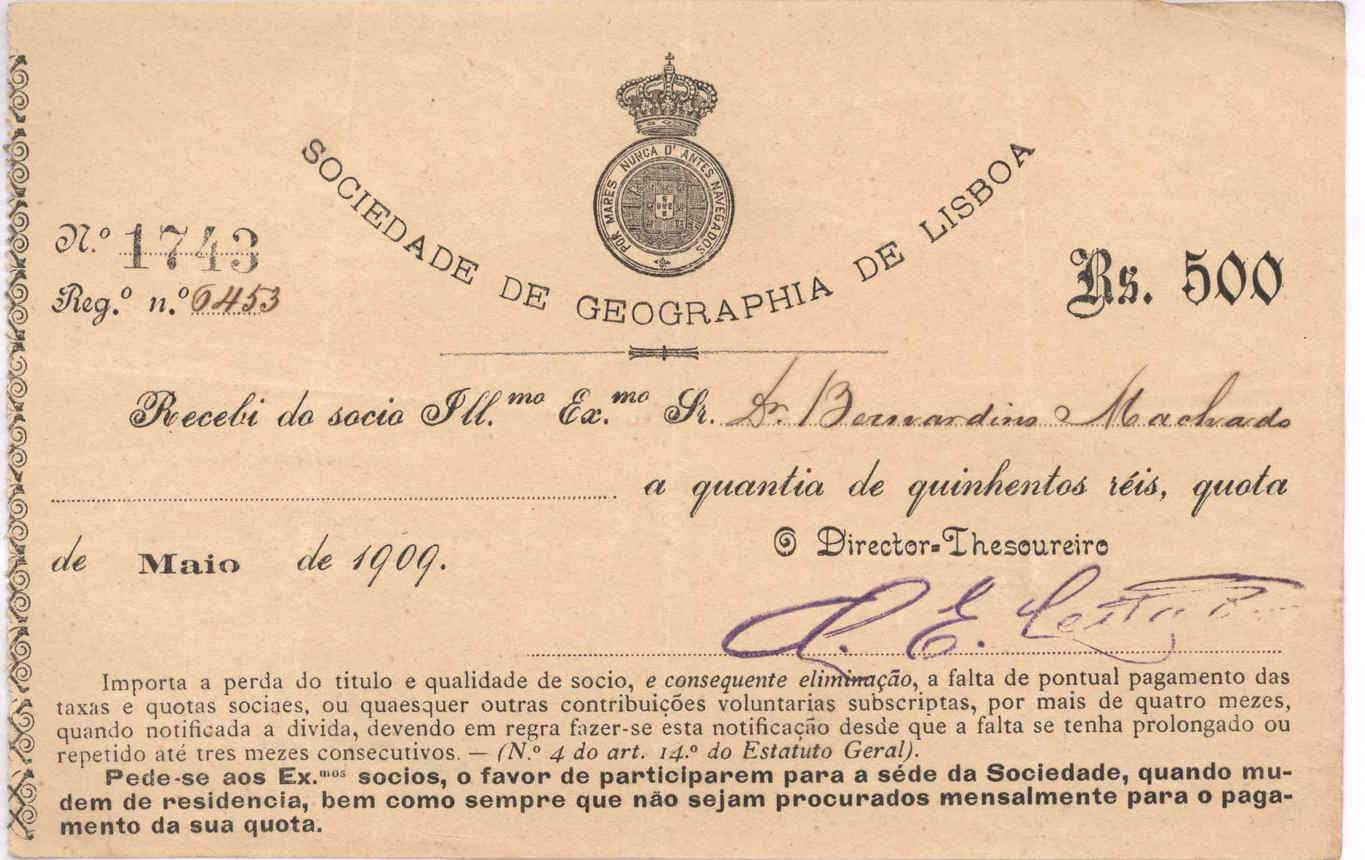 POR MARES NUNCA D'ANTES NAVEGADOS
SOCIEDADE DE GEOGRAPHIA DE LISBOA
N.º 1743
Reg.º n.º 6453
Rs. 500
Recebi do socio Ill.mo Ex.mo Sr. Dr. Bernardino Machado
a quantia de quinhentos réis, quota
de Maio de 1909.
O Director-Thesoureiro
E.
Importa a perda do titulo e qualidade de socio, e consequente eliminação, a falta de pontual pagamento das
taxas e quotas sociaes, ou quaesquer outras contribuições voluntarias subscriptas, por mais de quatro mezes,
quando notificada a divida, devendo em regra fazer-se esta notificação desde que a falta se tenha prolongado ou
repetido até tres mezes consecutivos. — (N.º 4 do art. 14.º do Estatuto Geral).
Pede-se aos Ex.mos socios, o favor de participarem para a séde da Sociedade, quando mu-
dem de residencia, bem como sempre que não sejam procurados mensalmente para o paga-
mento da sua quota.